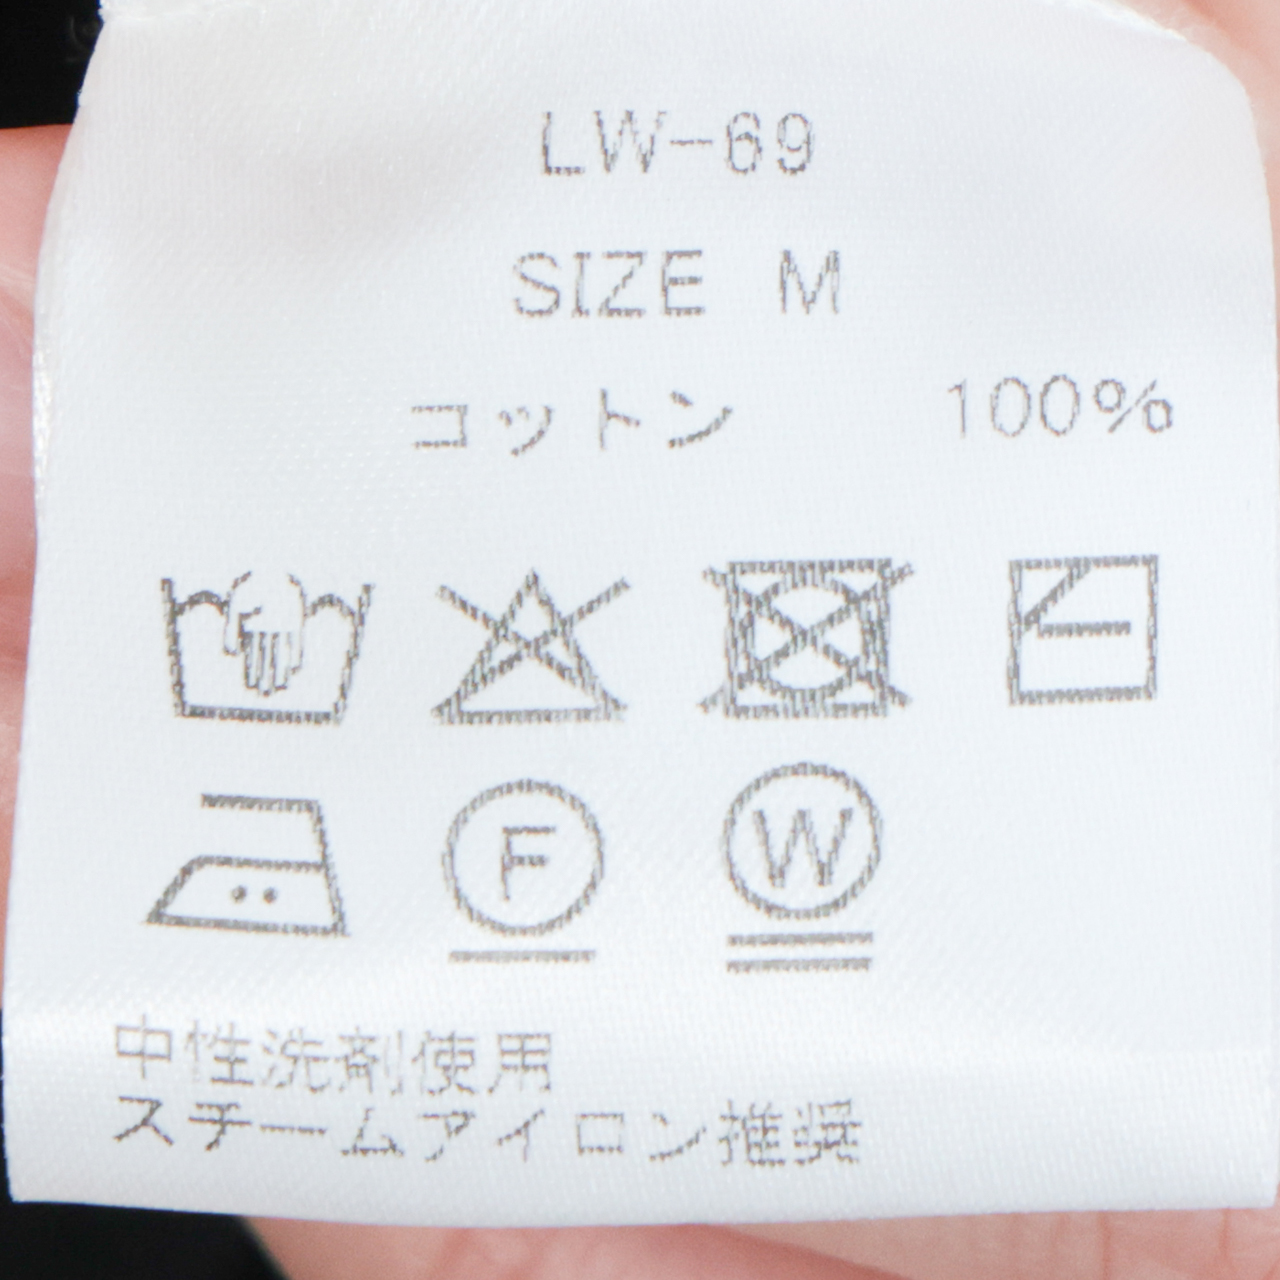 LW-69
SIZE M
コットン 100%
F W
中性洗剤使用
スチームアイロン推奨